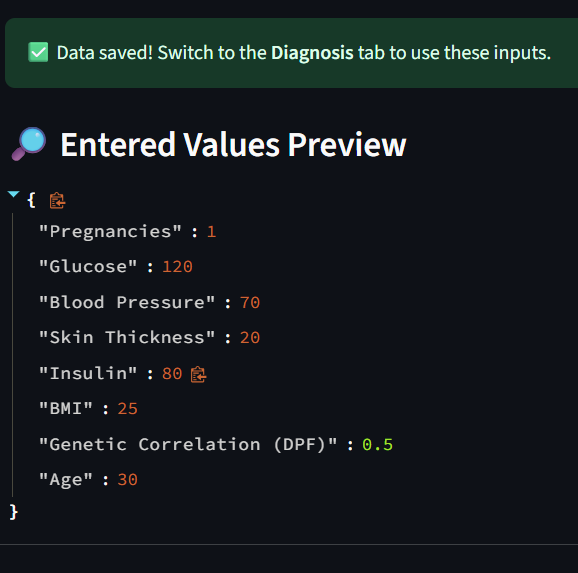 ✅ Data saved! Switch to the Diagnosis tab to use these inputs.
🔎 Entered Values Preview
{
"Pregnancies" : 1
"Glucose" : 120
"Blood Pressure" : 70
"Skin Thickness" : 20
"Insulin" : 80
"BMI" : 25
"Genetic Correlation (DPF)" : 0.5
"Age" : 30
}